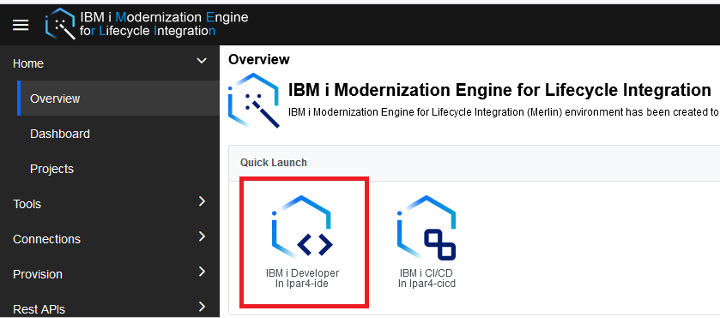 IBM i Modernization Engine
for Lifecycle Integration
Home
Overview
Dashboard
Projects
Tools
Connections
Provision
Rest APIs
Overview
IBM i Modernization Engine for Lifecycle Integration
IBM i Modernization Engine for Lifecycle Integration (Merlin) environment has been created to
Quick Launch
IBM i Developer
In lpar4-ide
IBM i CI/CD
In lpar4-cicd